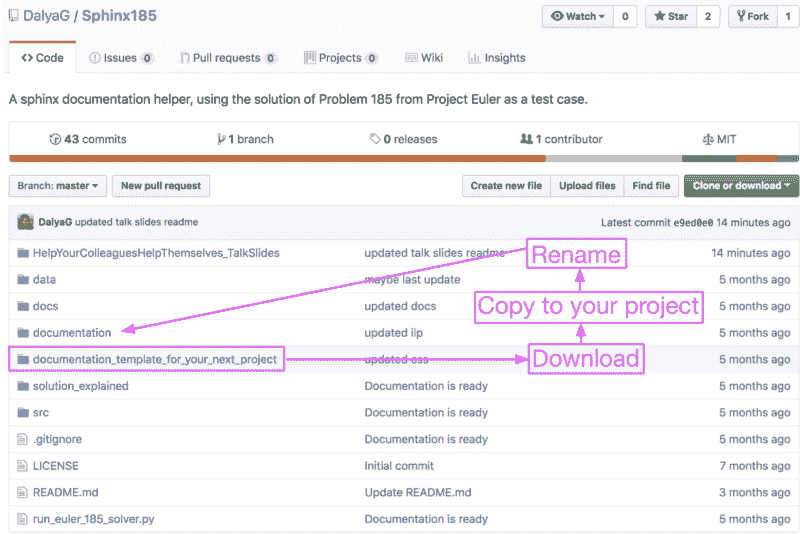 DalyaG / Sphinx185 Watch 0 Star 2 Fork 1
Code Issues 0 Pull requests 0 Projects 0 Wiki Insights
A sphinx documentation helper, using the solution of Problem 185 from Project Euler as a test case.
43 commits 1 branch 0 releases 1 contributor MIT
Branch: master New pull request Create new file Upload files Find file Clone or download
DalyaG updated talk slides readme Latest commit e9ed0e0 14 minutes ago
HelpYourColleaguesHelpThemselves_TalkSlides updated talk slides readme 14 minutes ago
Rename
data maybe last update 5 months ago
docs updated docs 5 months ago
Copy to your project
documentation updated iip 5 months ago
documentation_template_for_your_next_project updated css 5 months ago
Download
solution_explained Documentation is ready 5 months ago
src Documentation is ready 5 months ago
.gitignore Documentation is ready 5 months ago
LICENSE Initial commit 7 months ago
README.md Update README.md 3 months ago
run_euler_185_solver.py Documentation is ready 5 months ago